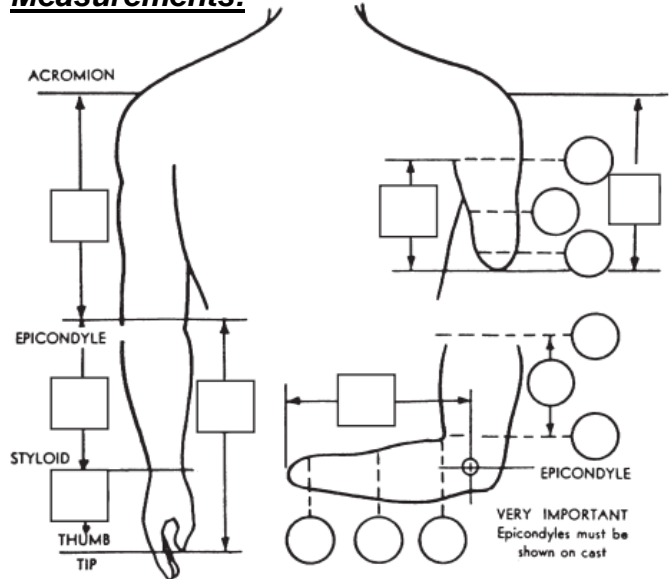 Measurements:
ACROMION
EPICONDYLE
STYLOID
THUMB
TIP
EPICONDYLE
VERY IMPORTANT
Epicondyles must be
shown on cast